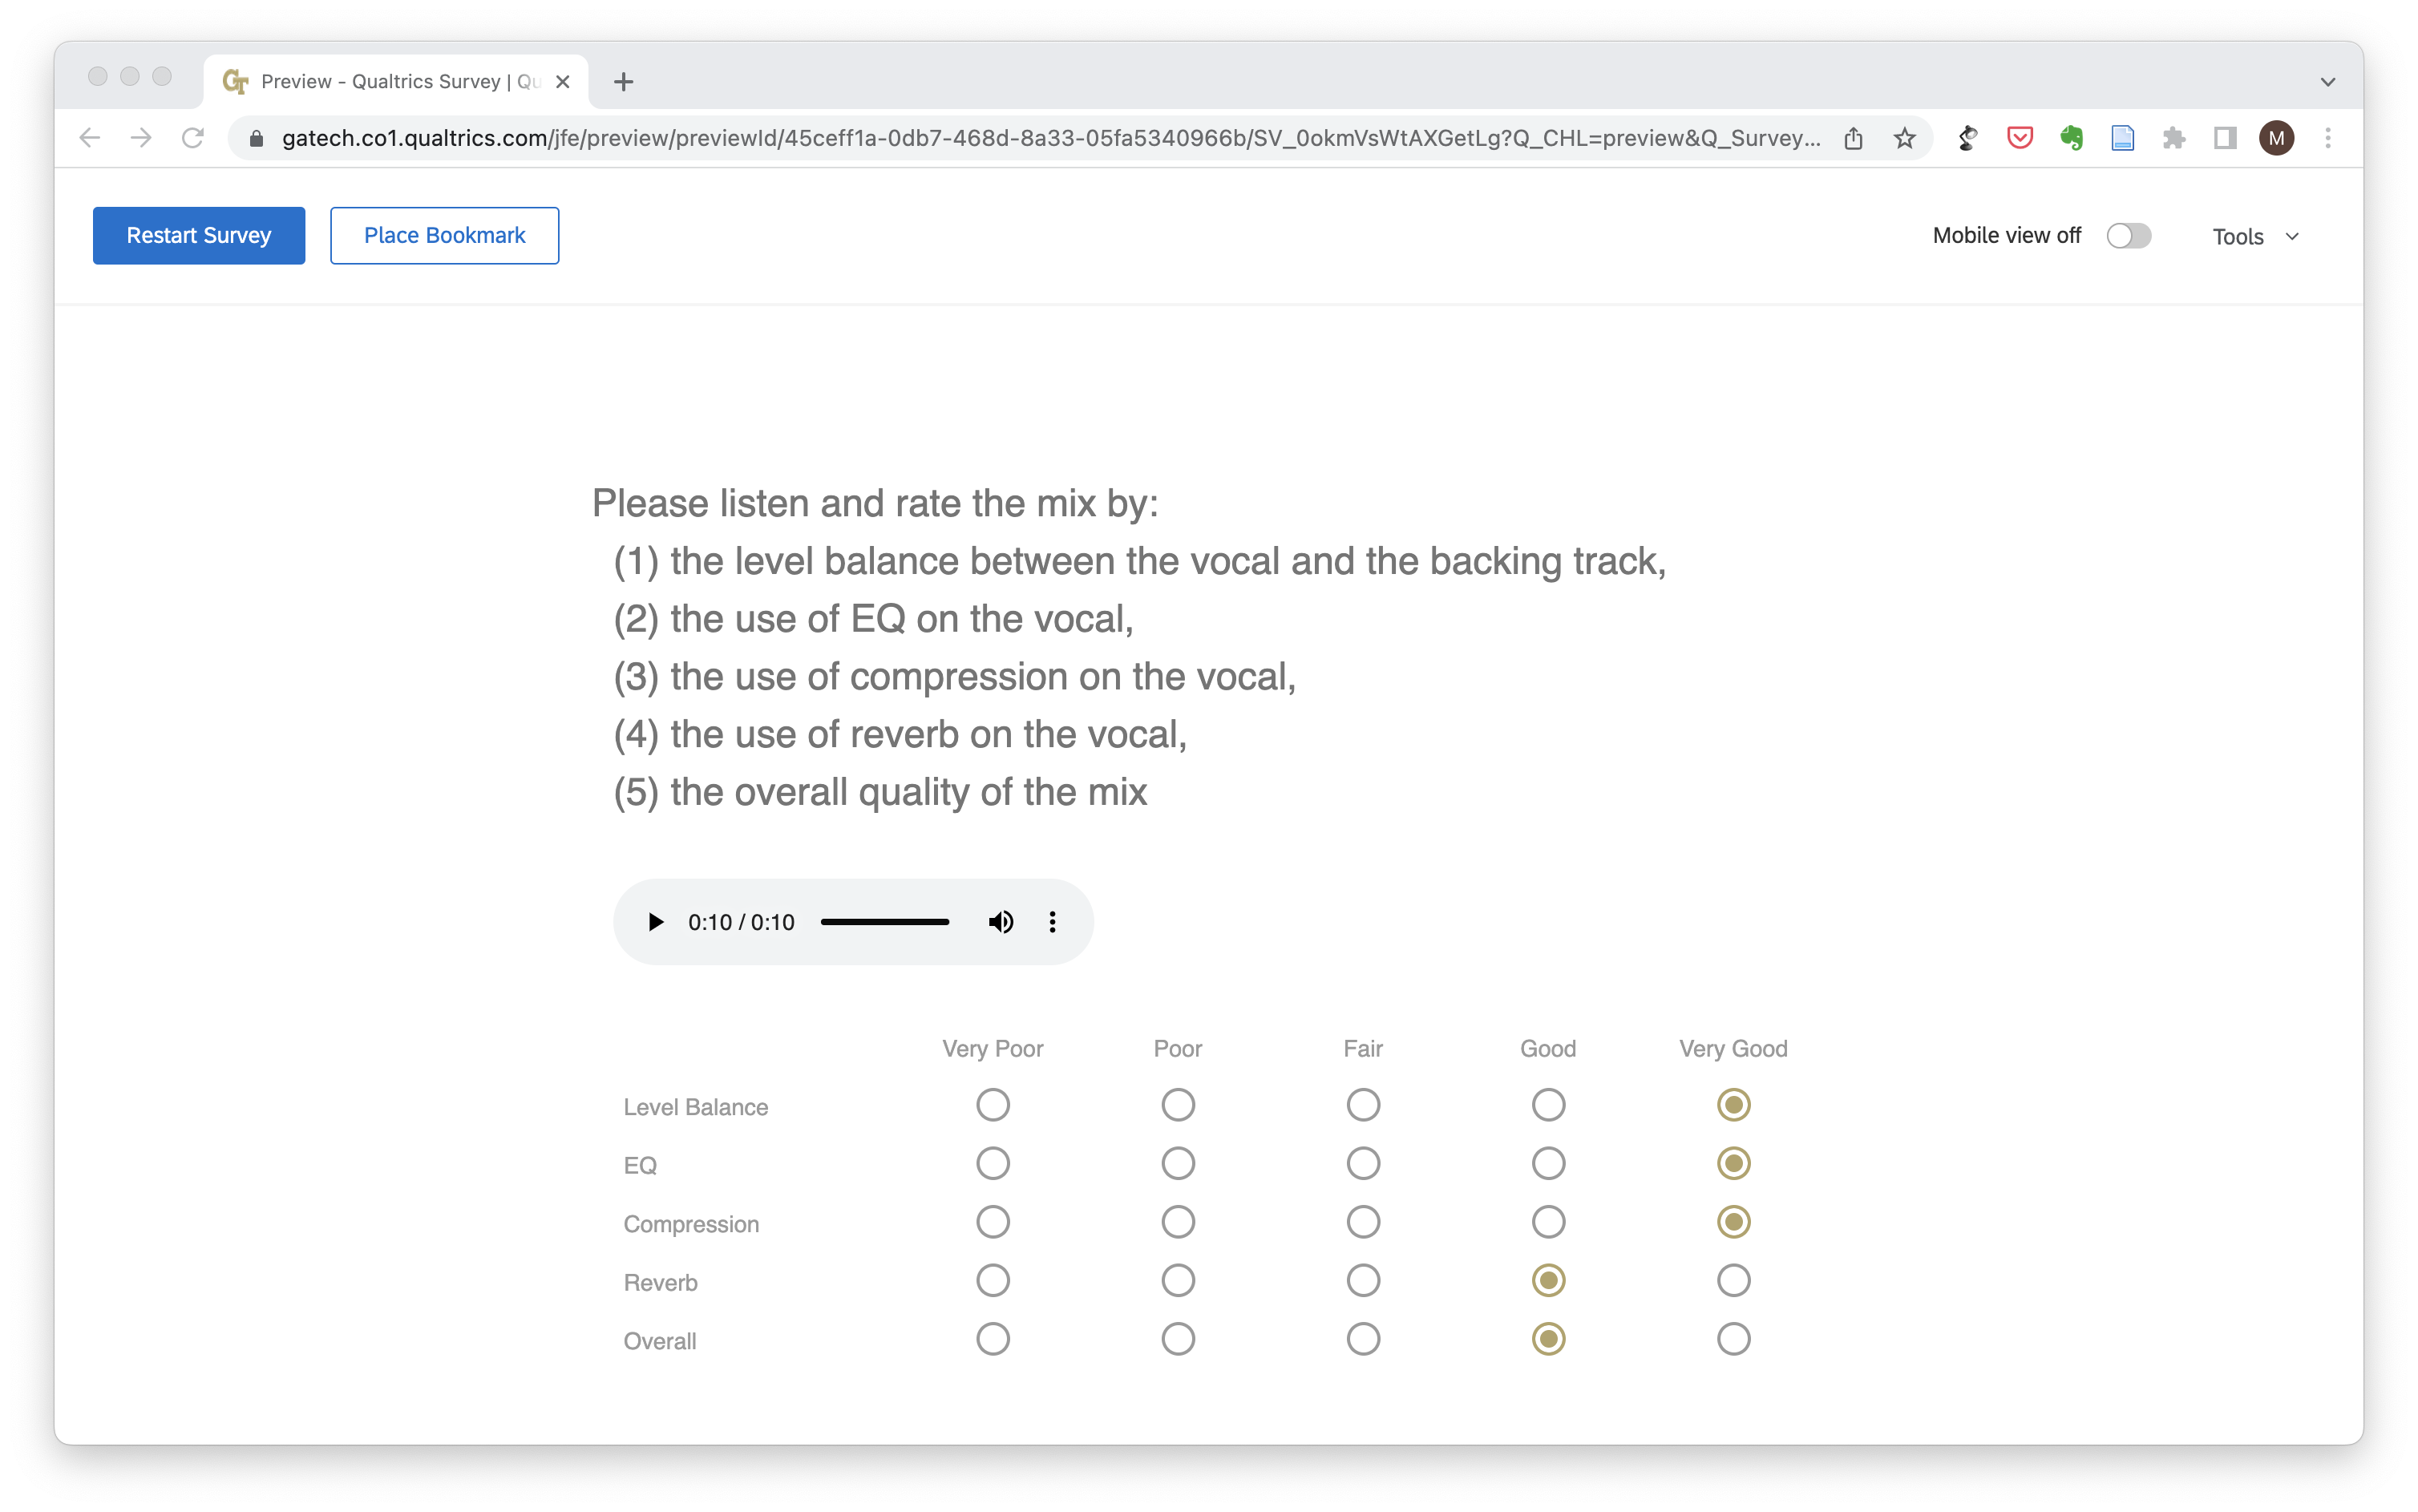 Preview - Qualtrics Survey | Qu
gatech.co1.qualtrics.com/jfe/preview/previewId/45ceff1a-0db7-468d-8a33-05fa5340966b/SV_0okmVsWtAXGetLg?Q_CHL=preview&Q_Survey...
M
Restart Survey
Place Bookmark
Mobile view off
Tools
Please listen and rate the mix by:
(1) the level balance between the vocal and the backing track,
(2) the use of EQ on the vocal,
(3) the use of compression on the vocal,
(4) the use of reverb on the vocal,
(5) the overall quality of the mix
0:10 / 0:10
Very Poor Poor Fair Good Very Good
Level Balance
EQ
Compression
Reverb
Overall